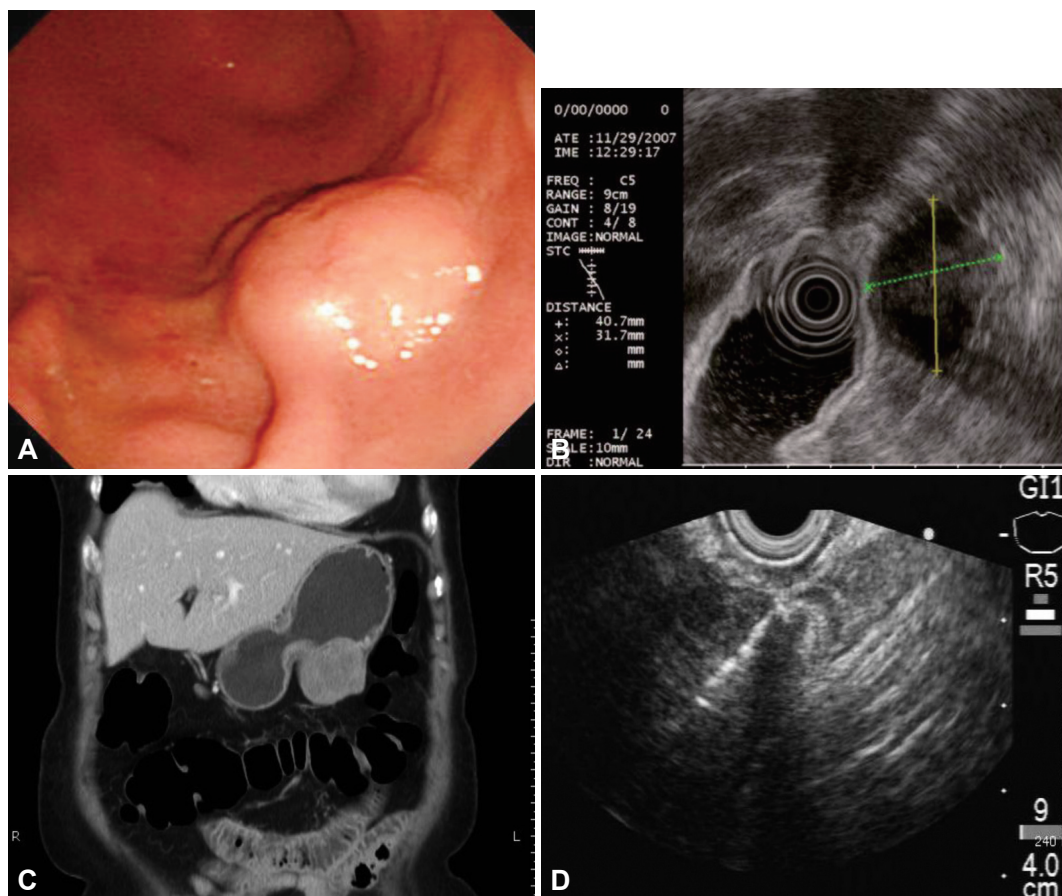 A
0/00/0000 0
ATE :11/29/2007
IME :12:29:17
FREQ : C5
RANGE: 9cm
GAIN : 8/19
CONT : 4/ 8
IMAGE:NORMAL
STC
DISTANCE
+: 40.7mm
×: 31.7mm
◇: mm
△: mm
FRAME: 1/ 24
SCALE:10mm
DIR :NORMAL
B
R
L
C
GI1
R5
9
240
4.0
cm
D